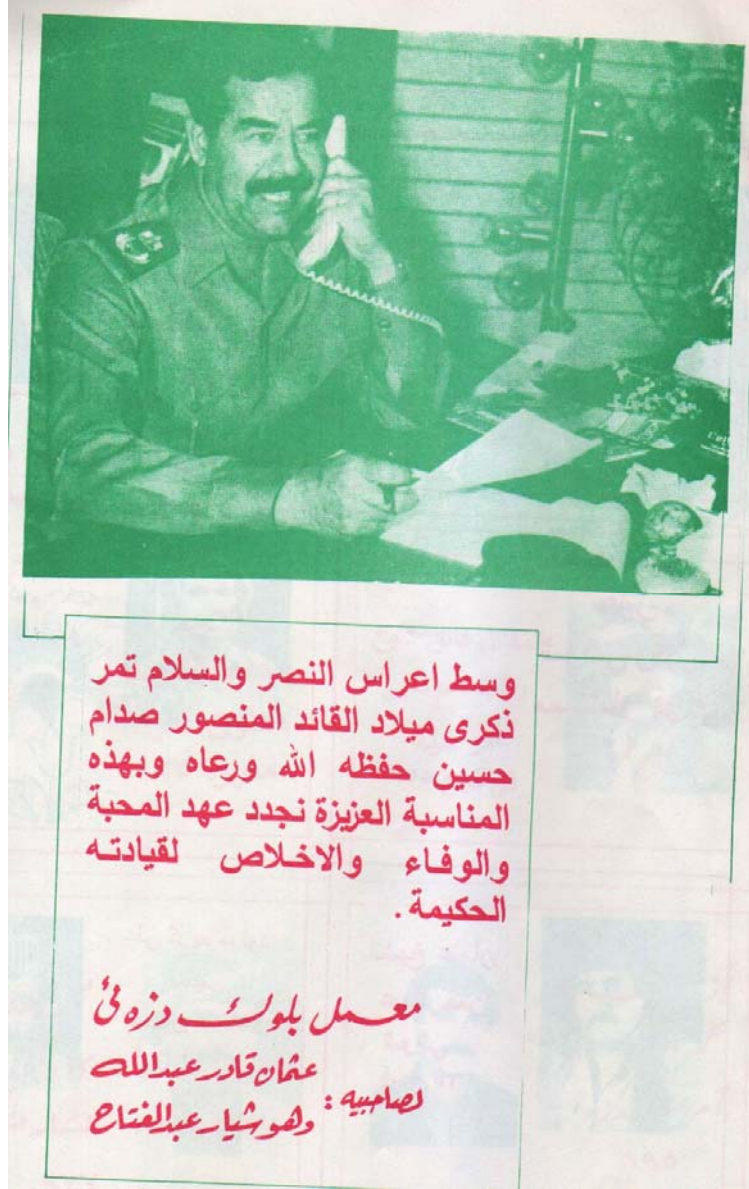 وسط اعراس النصر والسلام تمر
ذكرى ميلاد القائد المنصور صدام
حسين حفظه الله ورعاه وبهذه
المناسبة العزيزة نجدد عهد المحبة
والوفاء والاخلاص لقيادته
الحكيمة .
معمل بلوك دزه ئي
لصاحبيه : عثمان قادر عبدالله
وهوشيار عبدالفتاح